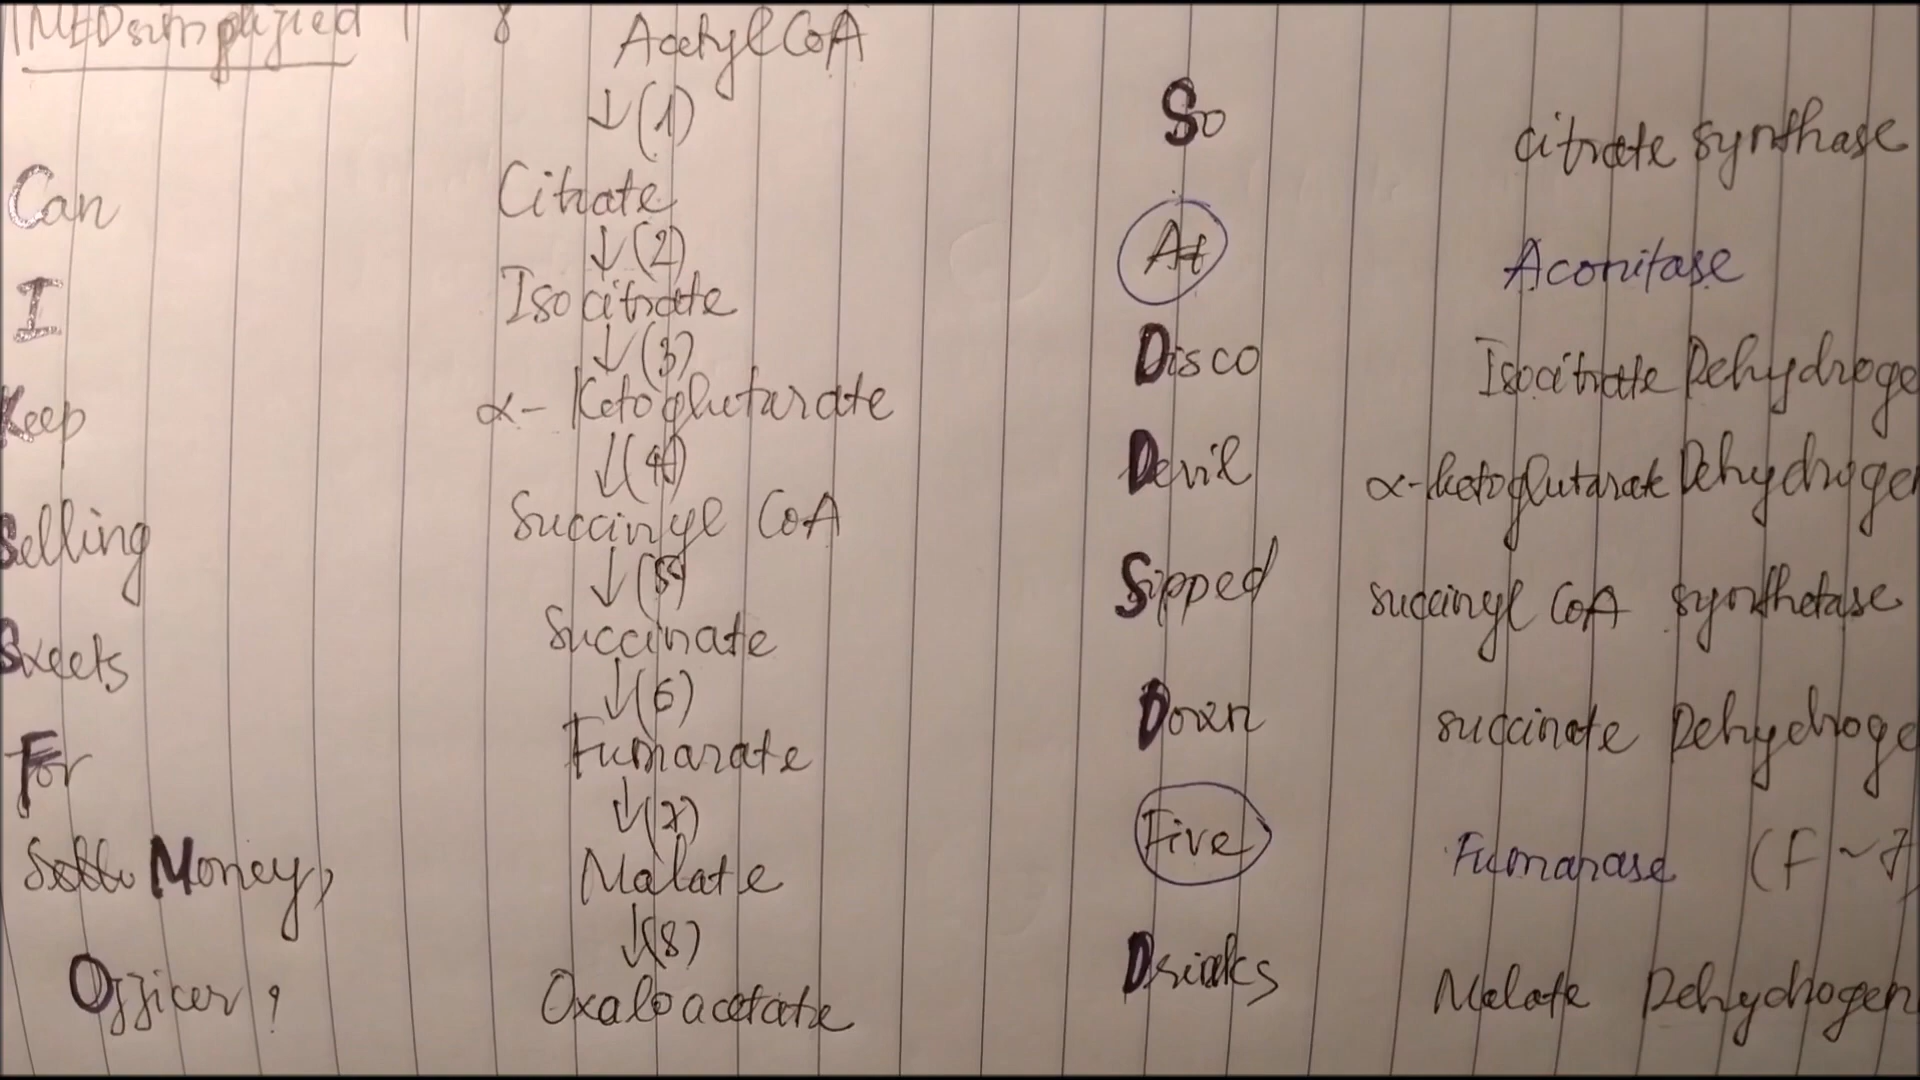 MEDsimplified
8 Acetyl CoA
↓(1) So citrate synthase
Can Citrate
↓(2) At Aconitase
I Isocitrate
↓(3) Disco Isocitrate Dehydroge
Keep α- Ketoglutarate
↓(4) Devil α-ketoglutarate Dehydrogen
Selling Succinyl CoA
↓(5) Sipped succinyl CoA synthetase
Sweets Succinate
↓(6) Down succinate Dehydroge
For Fumarate
↓(7) Five Fumarase (F ~ 7)
Money, Malate
↓(8) Drinks Malate Dehydrogen
Officer? Oxaloacetate